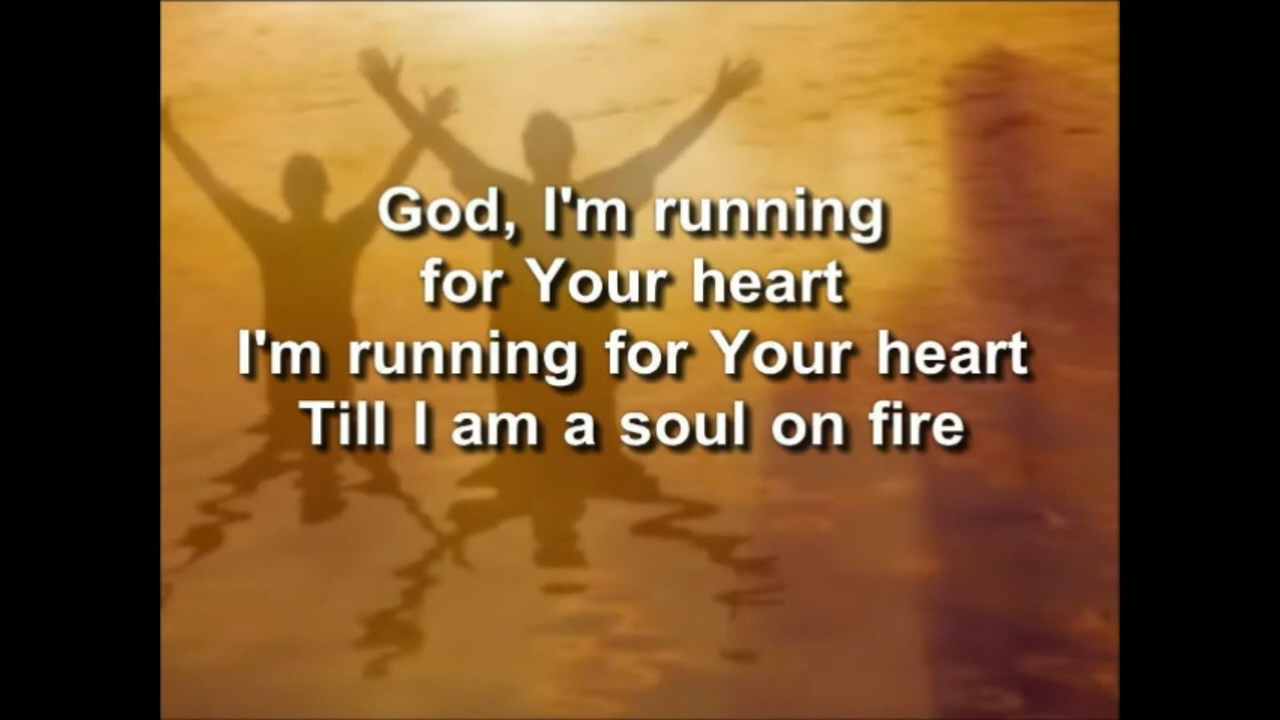 God, I'm running
for Your heart
I'm running for Your heart
Till I am a soul on fire